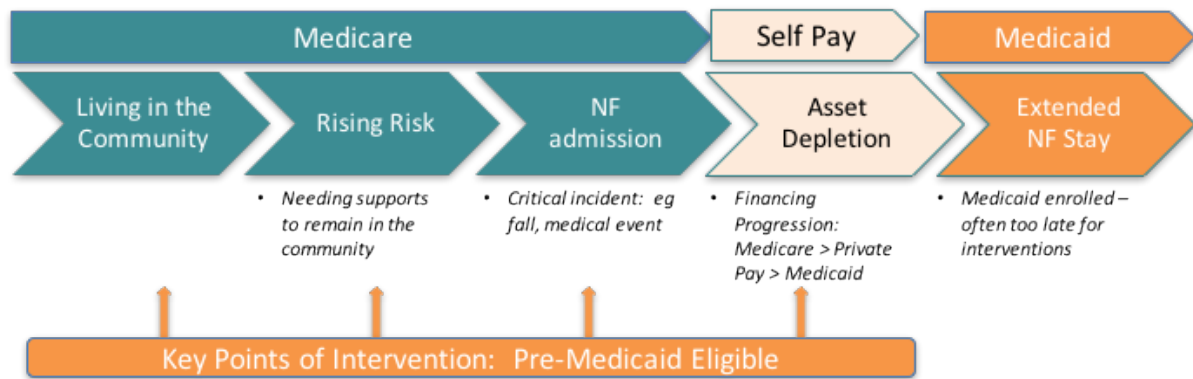 Medicare
Self Pay
Medicaid
Living in the
Community
Rising Risk
NF
admission
Asset
Depletion
Extended
NF Stay
• Needing supports
to remain in the
community
• Critical incident: eg
fall, medical event
• Financing
Progression:
Medicare > Private
Pay > Medicaid
• Medicaid enrolled –
often too late for
interventions
Key Points of Intervention: Pre-Medicaid Eligible